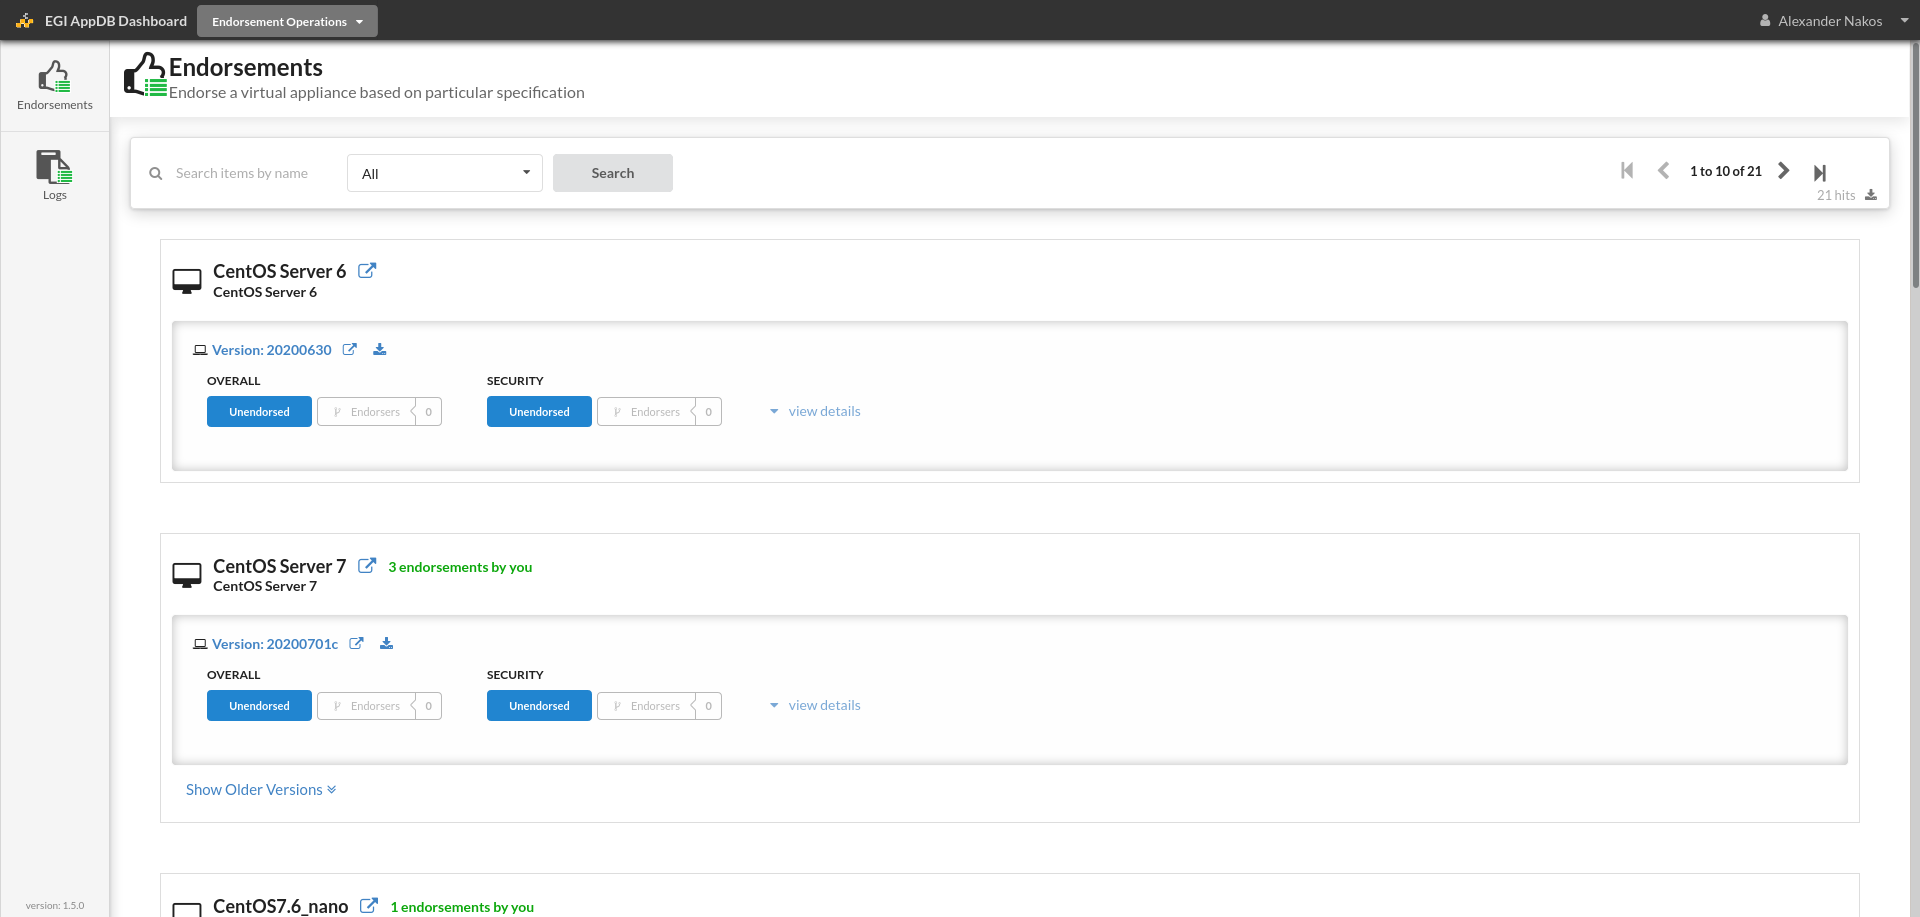 EGI AppDB Dashboard
Endorsement Operations
Alexander Nakos
Endorsements
Logs
version: 1.5.0
Endorsements
Endorse a virtual appliance based on particular specification
Search items by name
All
Search
1 to 10 of 21
21 hits
CentOS Server 6
CentOS Server 6
Version: 20200630
OVERALL
SECURITY
Unendorsed Endorsers 0
Unendorsed Endorsers 0
view details
CentOS Server 7 3 endorsements by you
CentOS Server 7
Version: 20200701c
OVERALL
SECURITY
Unendorsed Endorsers 0
Unendorsed Endorsers 0
view details
Show Older Versions
CentOS7.6_nano 1 endorsements by you